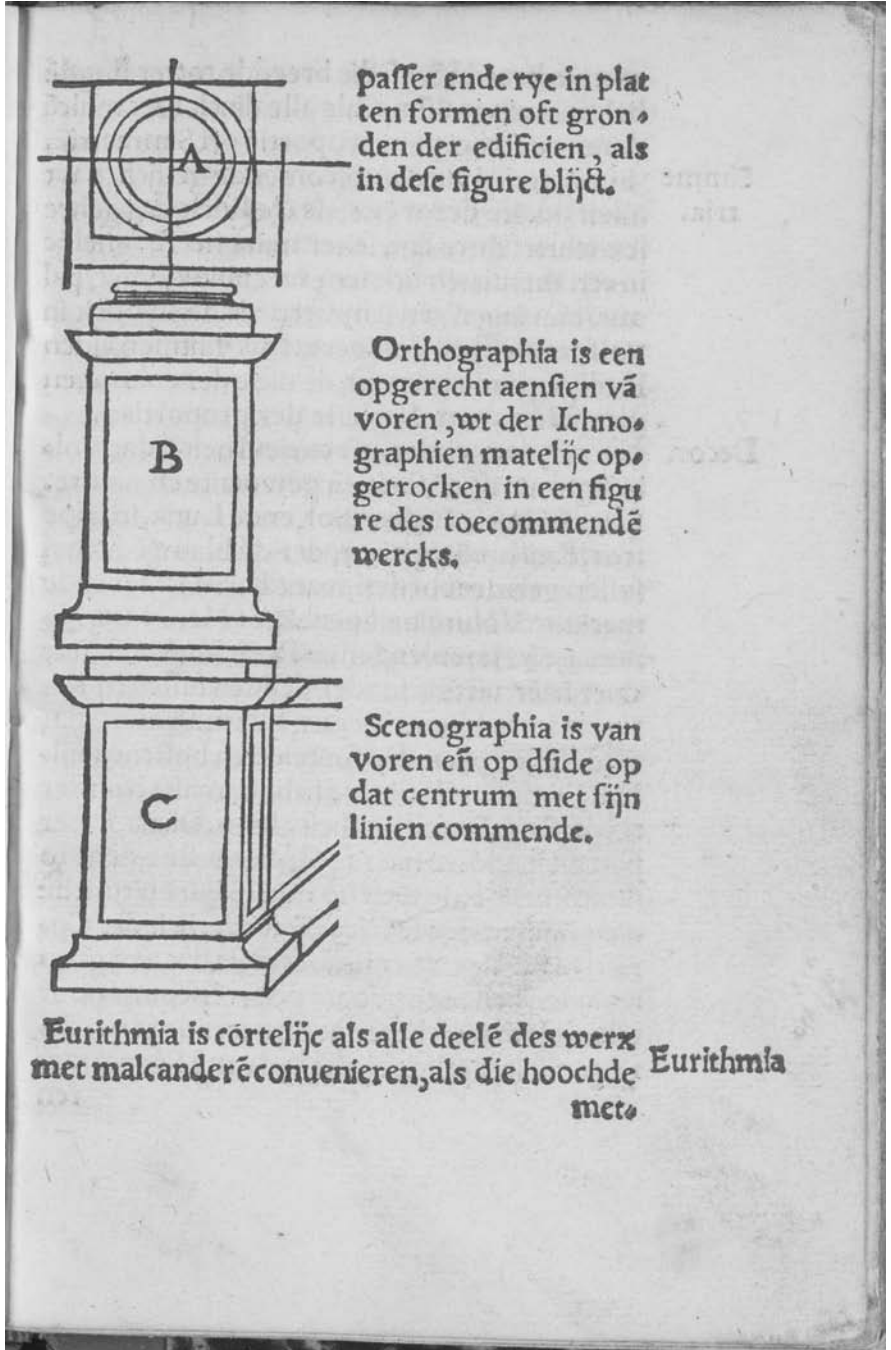 A
paſſer ende rye in plat
ten formen oft gron⸗
den der edificien, als
in deſe figure blijct.
B
Orthographia is een
opgerecht aenſien vā
voren, wt der Ichno⸗
graphien matelijc op⸗
getrocken in een figu
re des toecommendē
wercks.
C
Scenographia is van
voren en̄ op dſide op
dat centrum met ſijn
linien commende.
Eurithmia is cortelijc als alle deelē des werx
met malcanderē conuenieren, als die hoochde
met⸗
Eurithmia